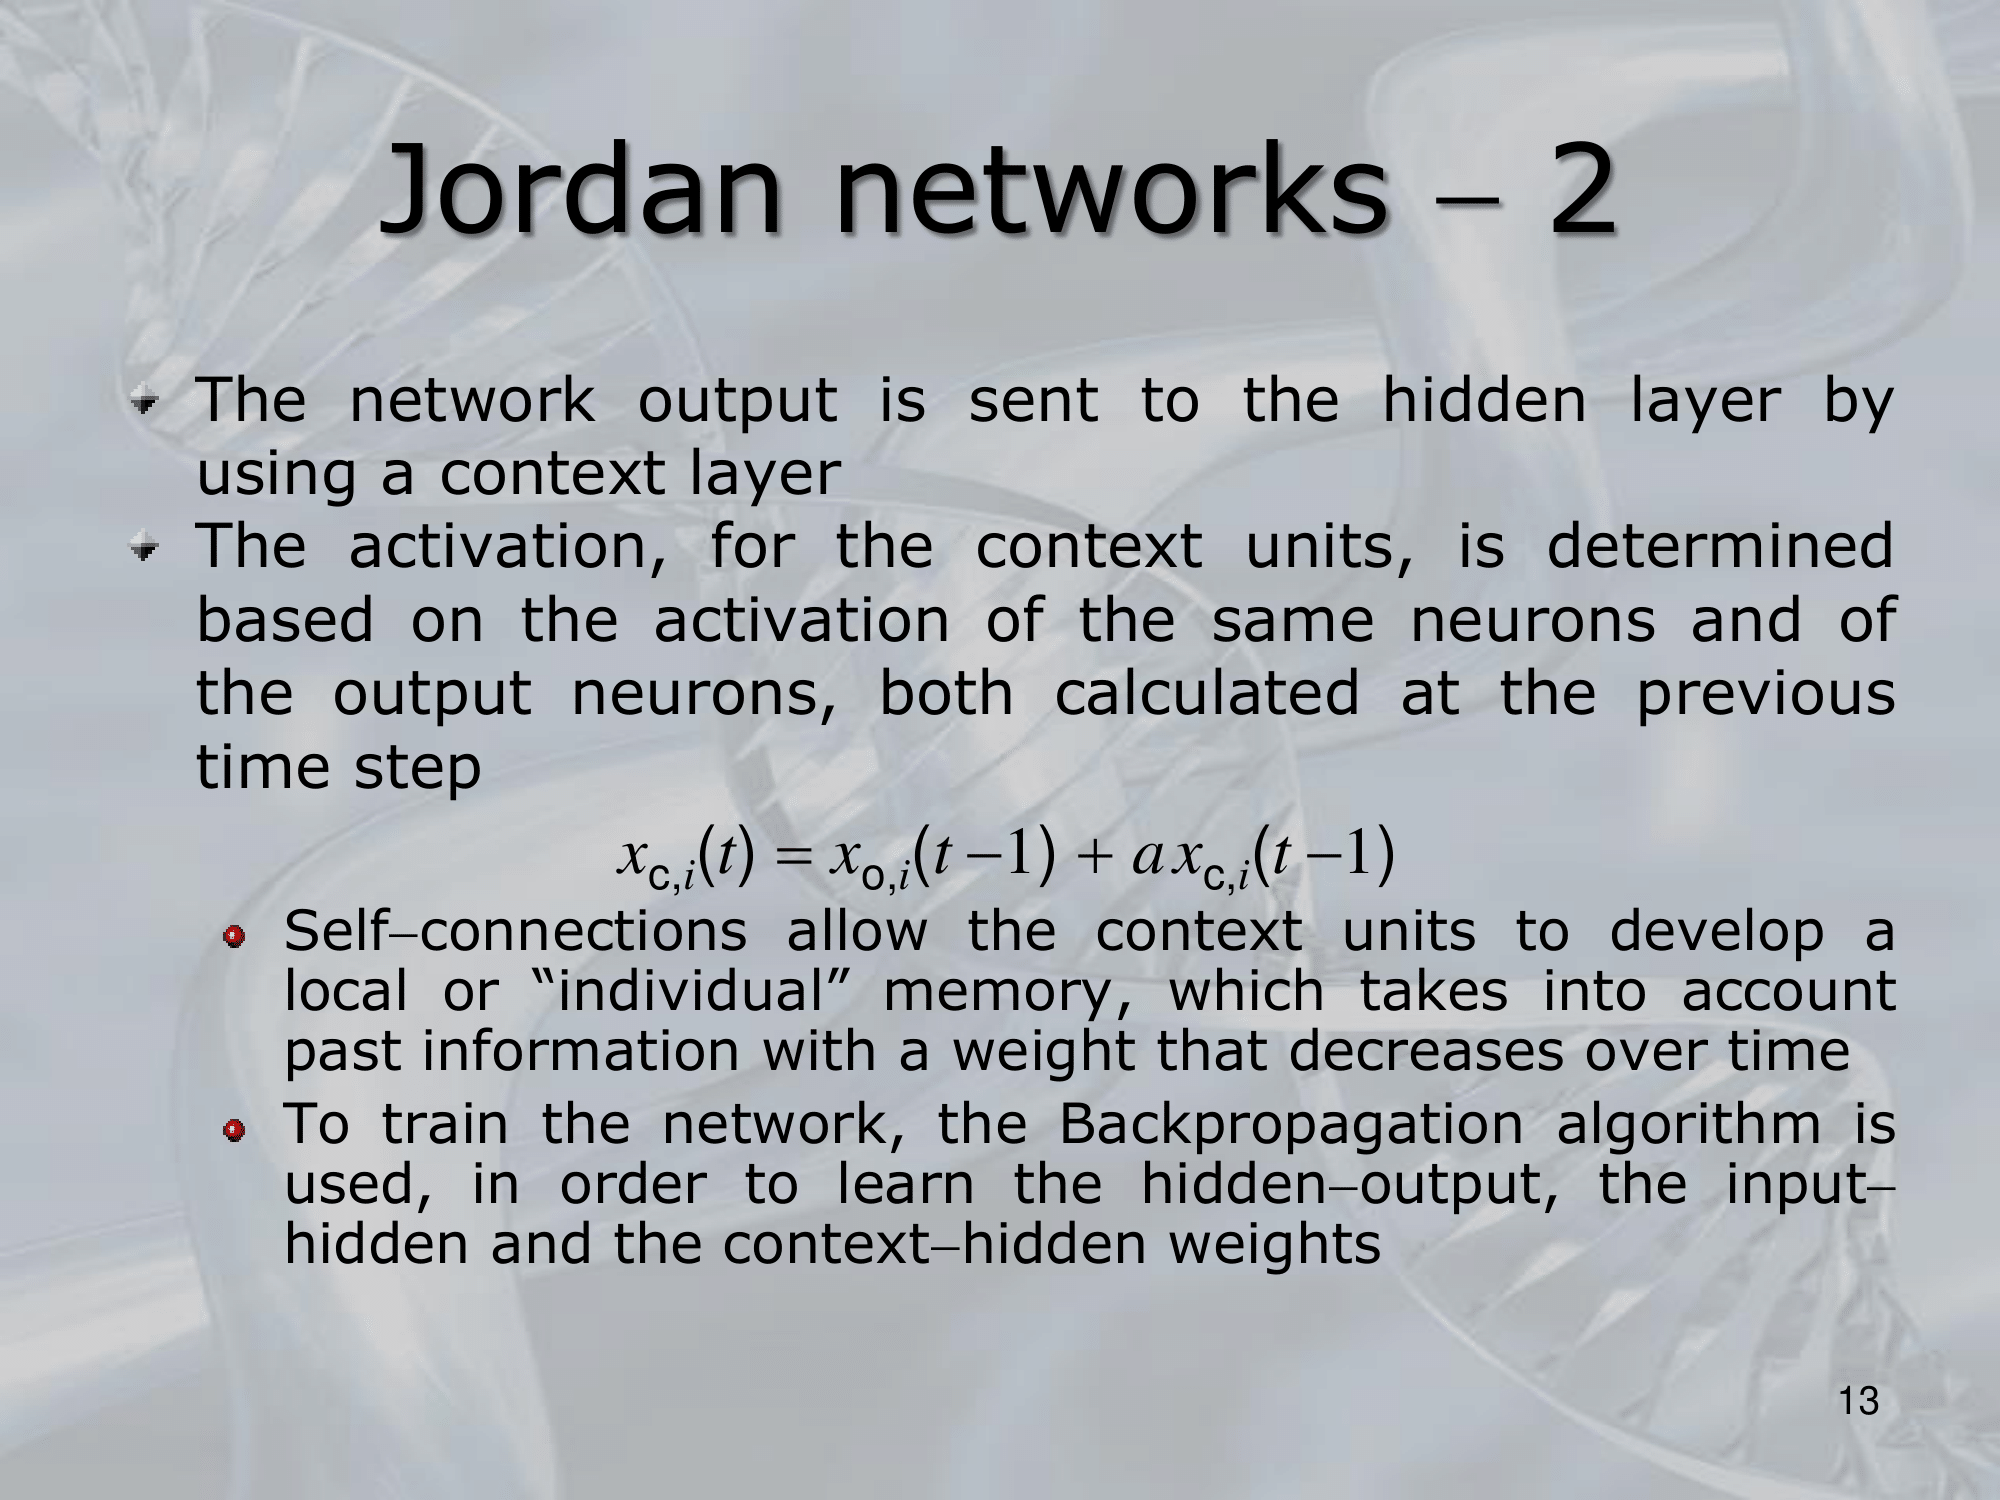 Jordan networks – 2
The network output is sent to the hidden layer by
using a context layer
The activation, for the context units, is determined
based on the activation of the same neurons and of
the output neurons, both calculated at the previous
time step
x_{c,i}(t) = x_{o,i}(t –1) + a x_{c,i}(t –1)
Self–connections allow the context units to develop a
local or “individual” memory, which takes into account
past information with a weight that decreases over time
To train the network, the Backpropagation algorithm is
used, in order to learn the hidden–output, the input–
hidden and the context–hidden weights
13